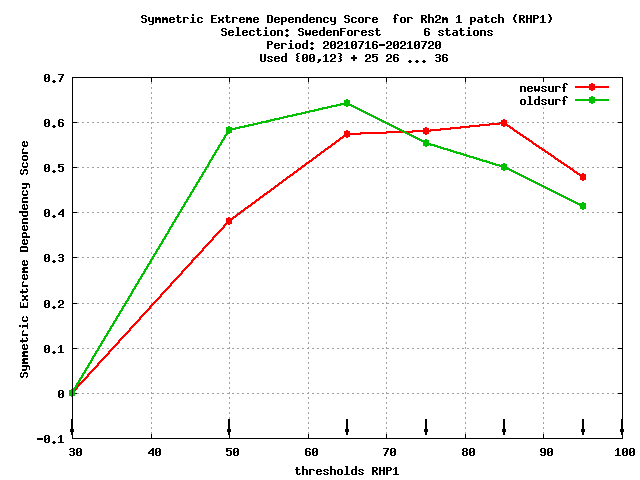 Symmetric Extreme Dependency Score  for Rh2m 1 patch (RHP1)
Selection: SwedenForest      6 stations
Period: 20210716-20210720
Used {00,12} + 25 26 ... 36
newsurf
oldsurf
0.7
0.6
0.5
0.4
0.3
0.2
0.1
0
-0.1
Symmetric Extreme Dependency Score
30 40 50 60 70 80 90 100
thresholds RHP1